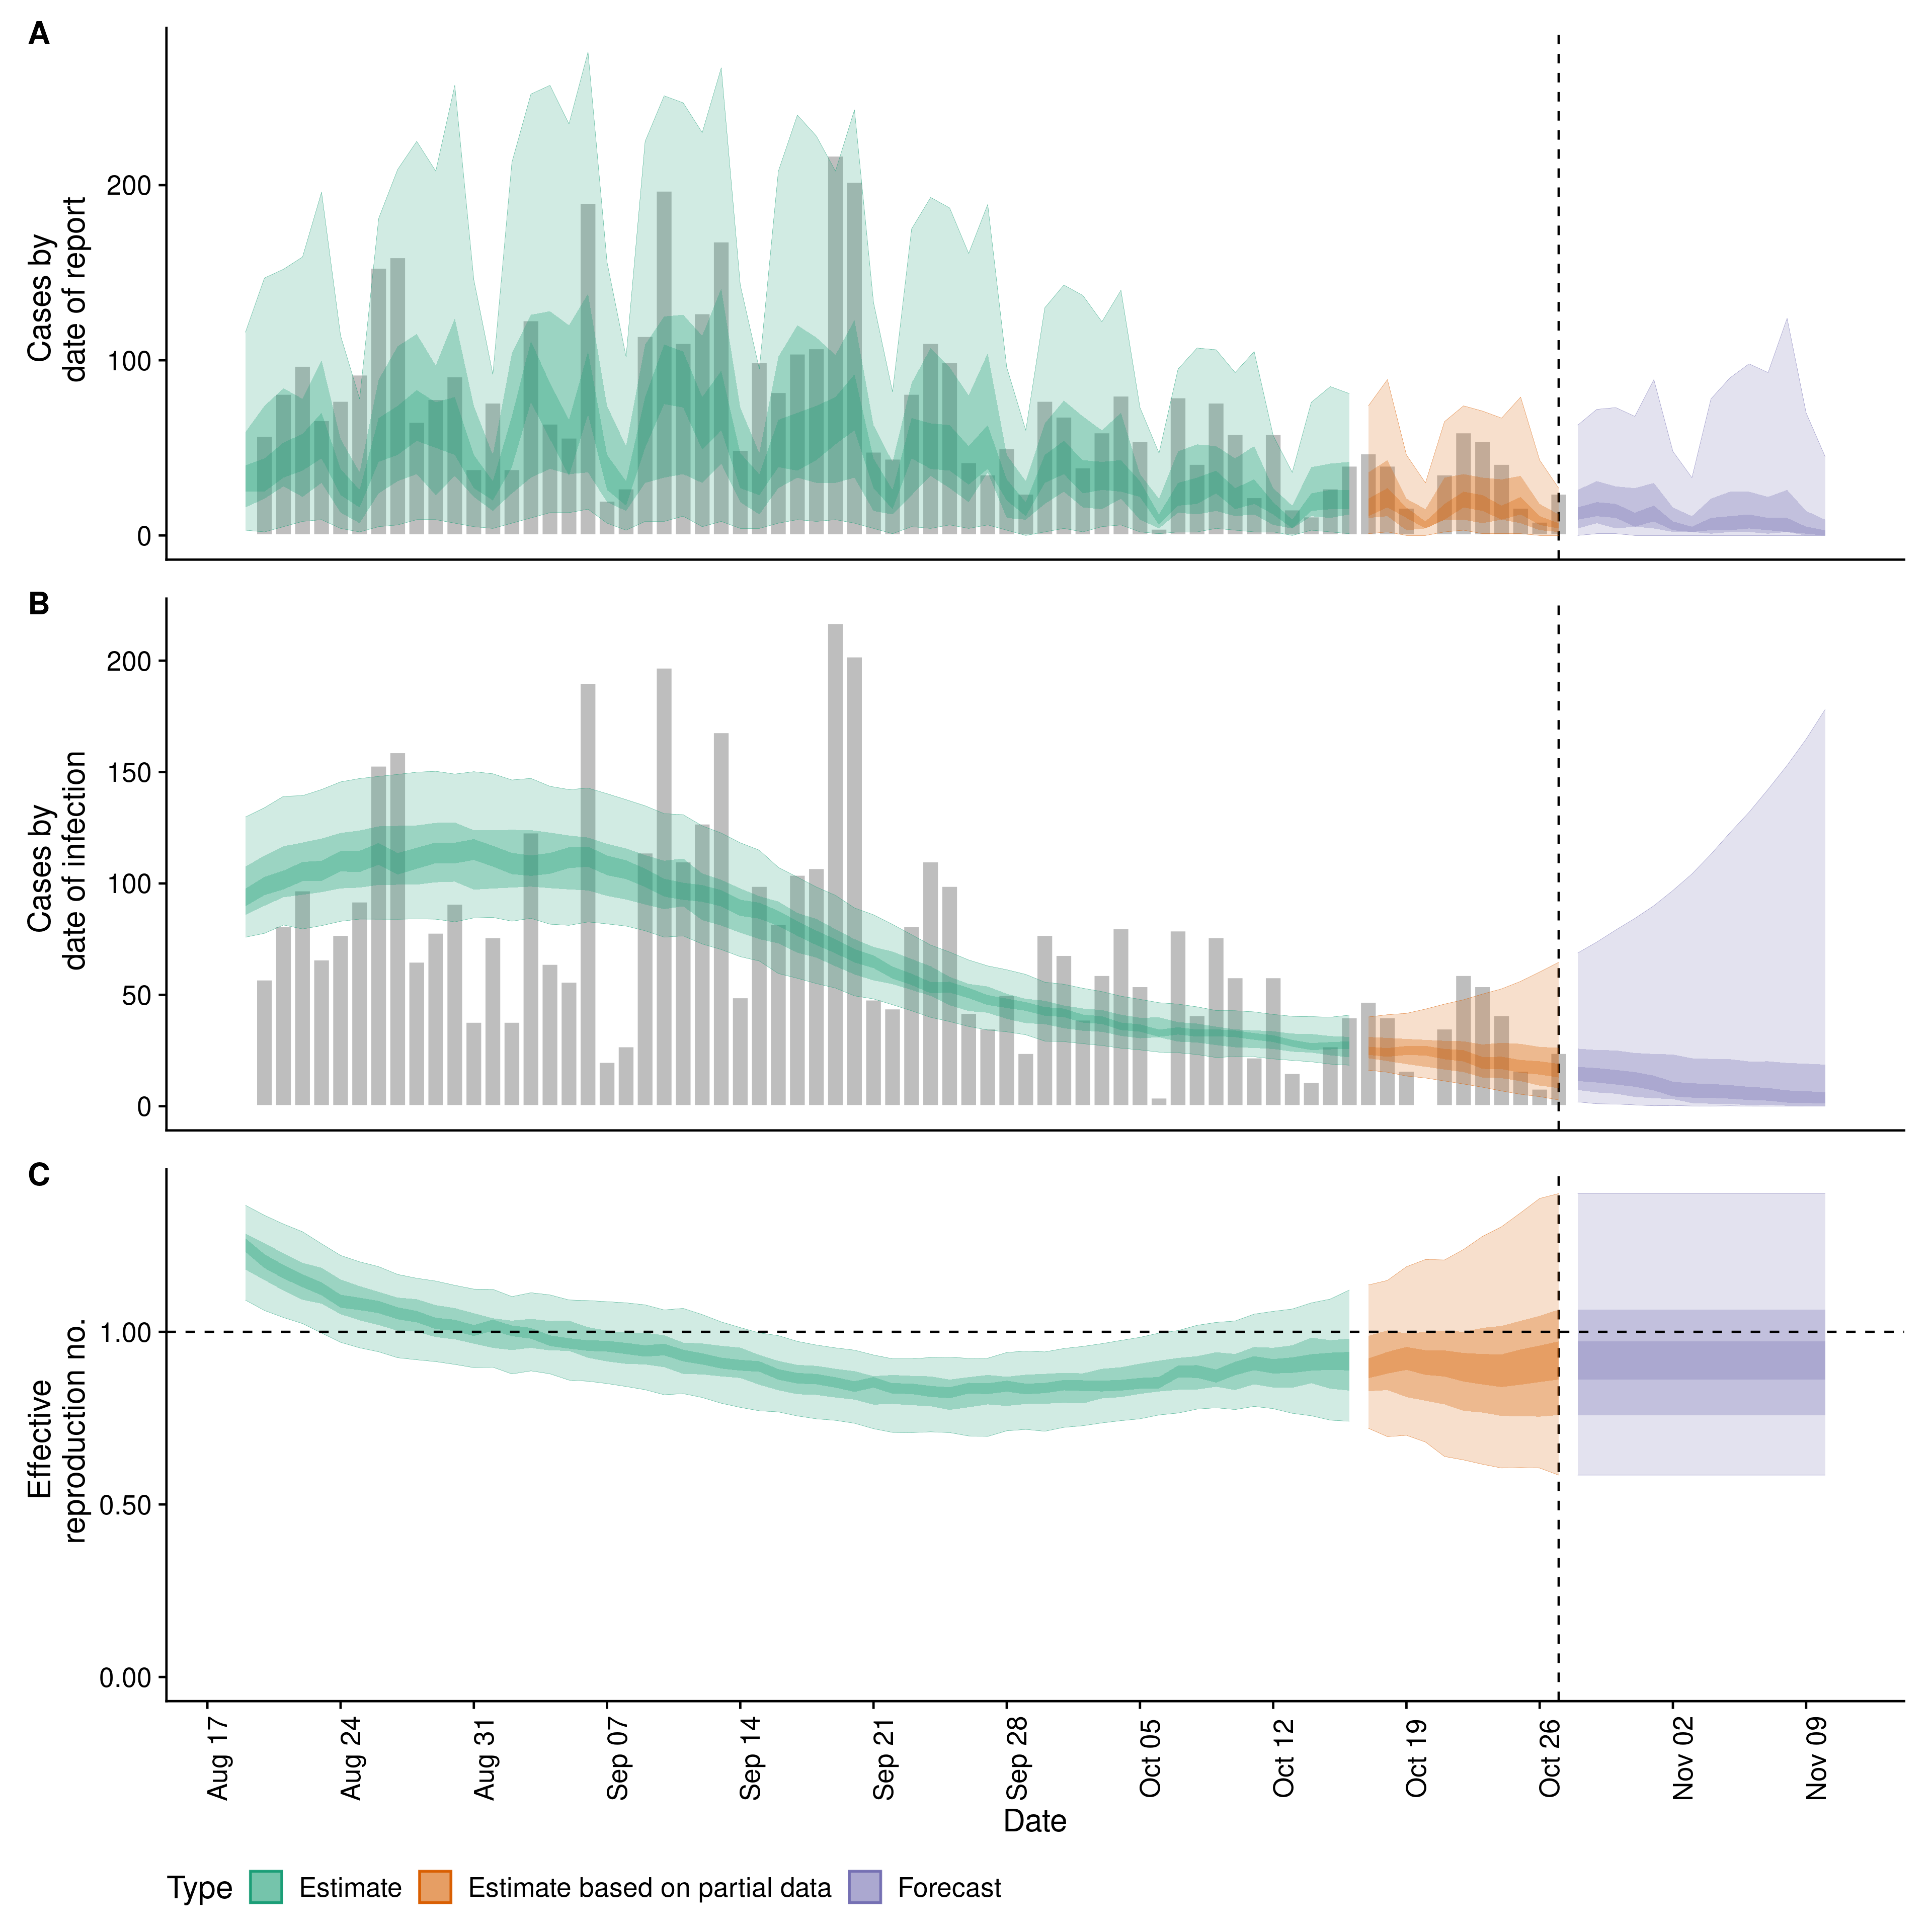 A
Cases by
date of report
200
100
0
B
Cases by
date of infection
200
150
100
50
0
C
Effective
reproduction no.
1.00
0.50
0.00
Aug 17
Aug 24
Aug 31
Sep 07
Sep 14
Sep 21
Sep 28
Oct 05
Oct 12
Oct 19
Oct 26
Nov 02
Nov 09
Date
Type Estimate Estimate based on partial data Forecast